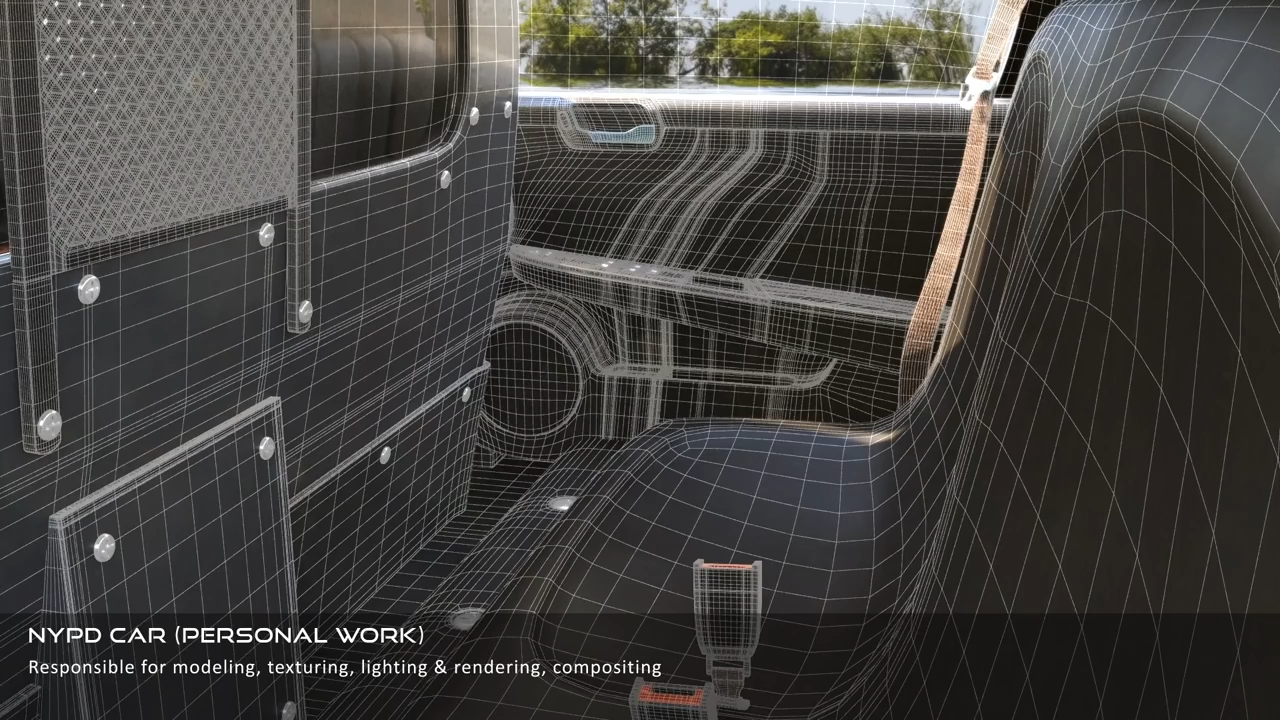 NYPD CAR (PERSONAL WORK)
Responsible for modeling, texturing, lighting & rendering, compositing